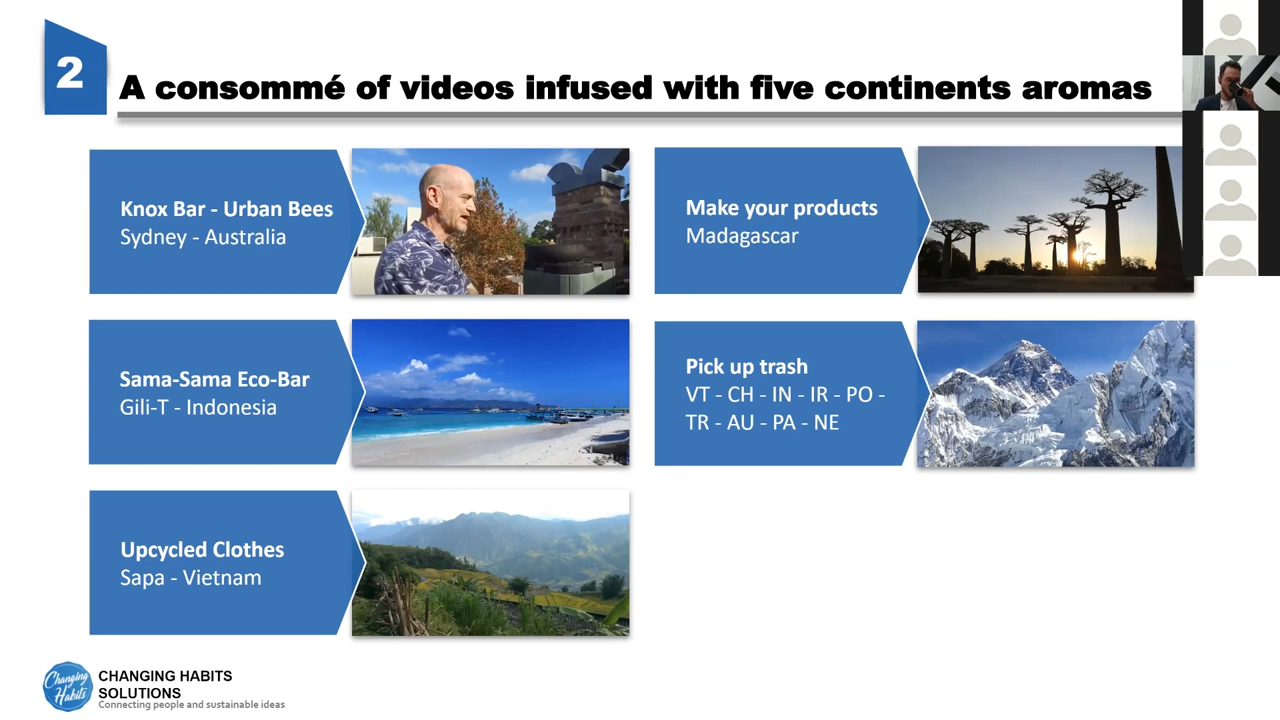 2
A consommé of videos infused with five continents aromas
Knox Bar - Urban Bees
Sydney - Australia
Make your products
Madagascar
Sama-Sama Eco-Bar
Gili-T - Indonesia
Pick up trash
VT - CH - IN - IR - PO -
TR - AU - PA - NE
Upcycled Clothes
Sapa - Vietnam
Changing
Habits
CHANGING HABITS
SOLUTIONS
Connecting people and sustainable ideas